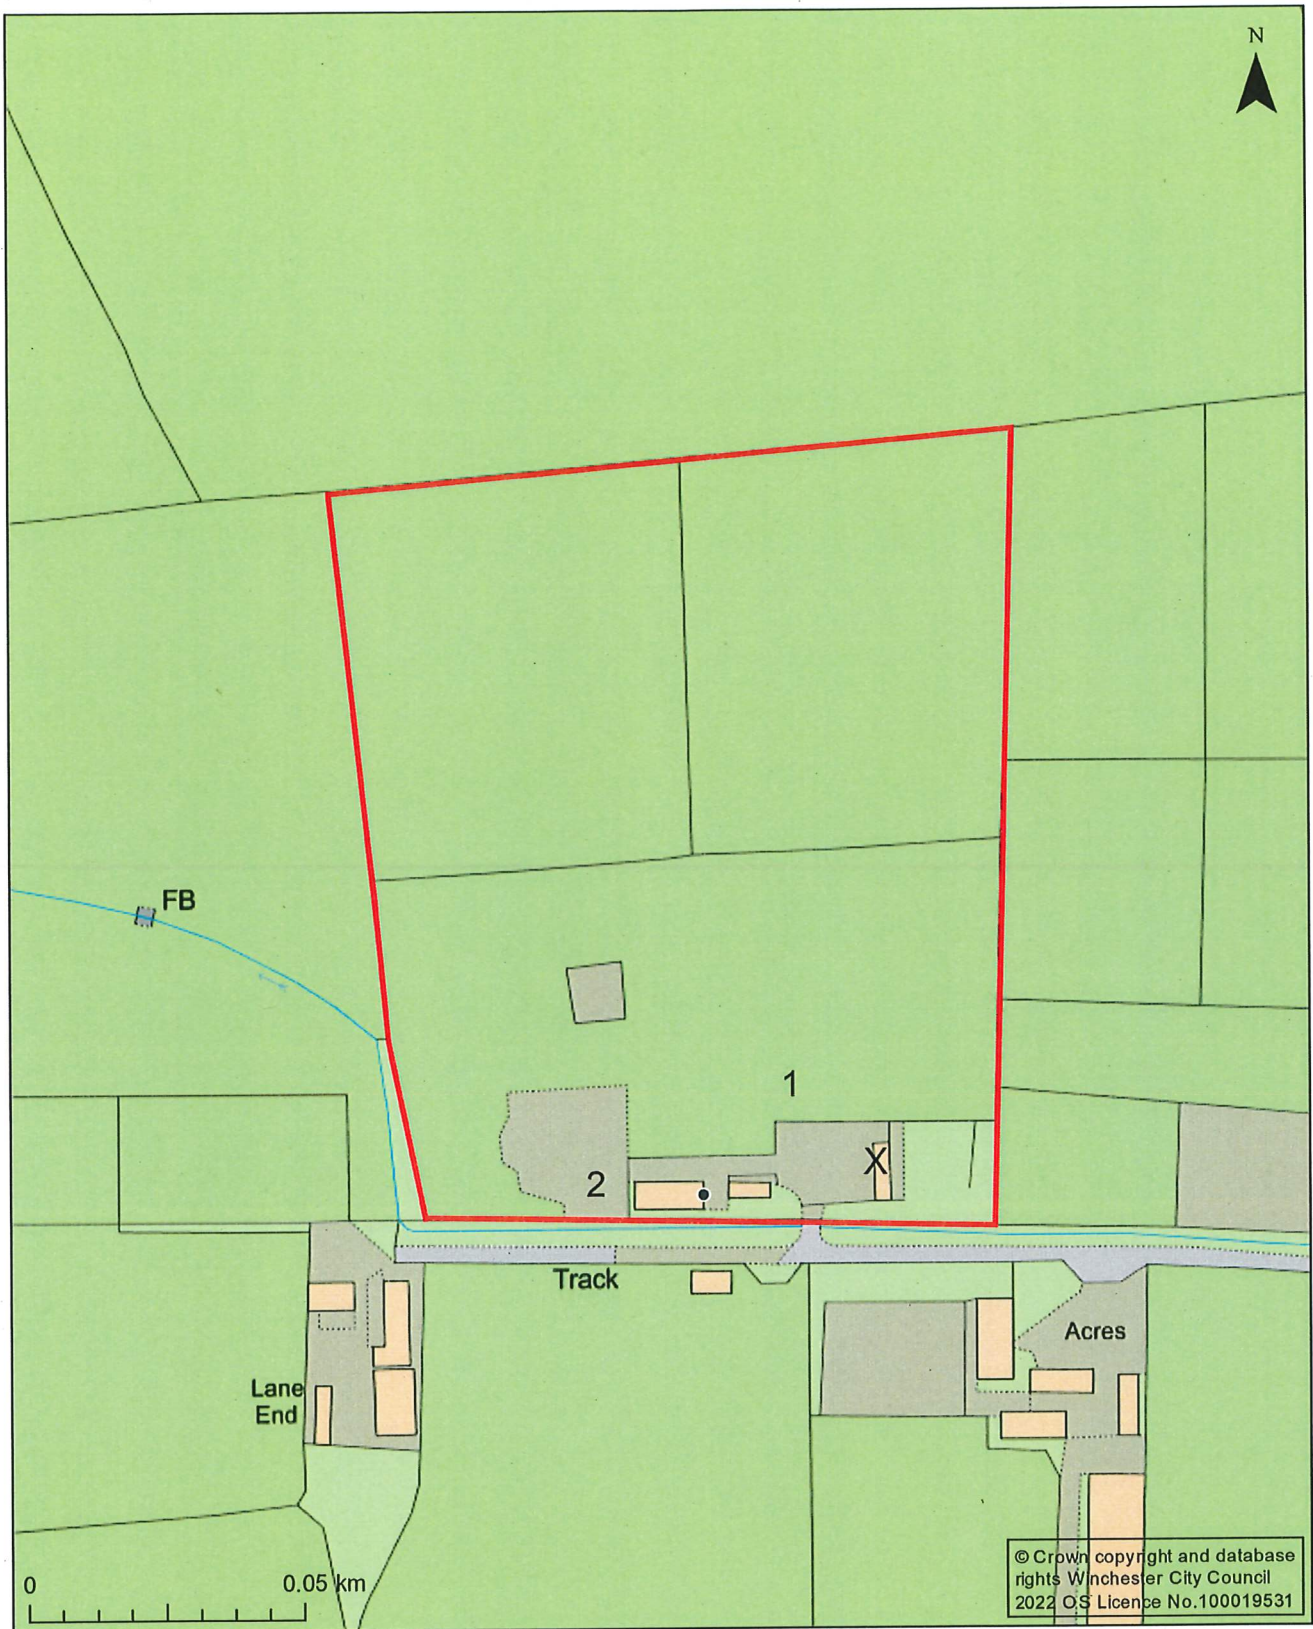 N
FB
1
2
X
Track
Acres
Lane
End
0 0.05 km
© Crown copyright and database
rights Winchester City Council
2022 OS Licence No.100019531